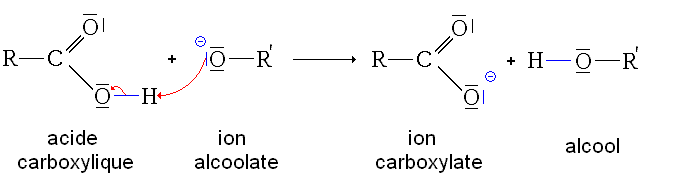 O O
R C + ⊖ O R' R C + H O R'
O H O ⊖
acide ion ion alcool
carboxylique alcoolate carboxylate